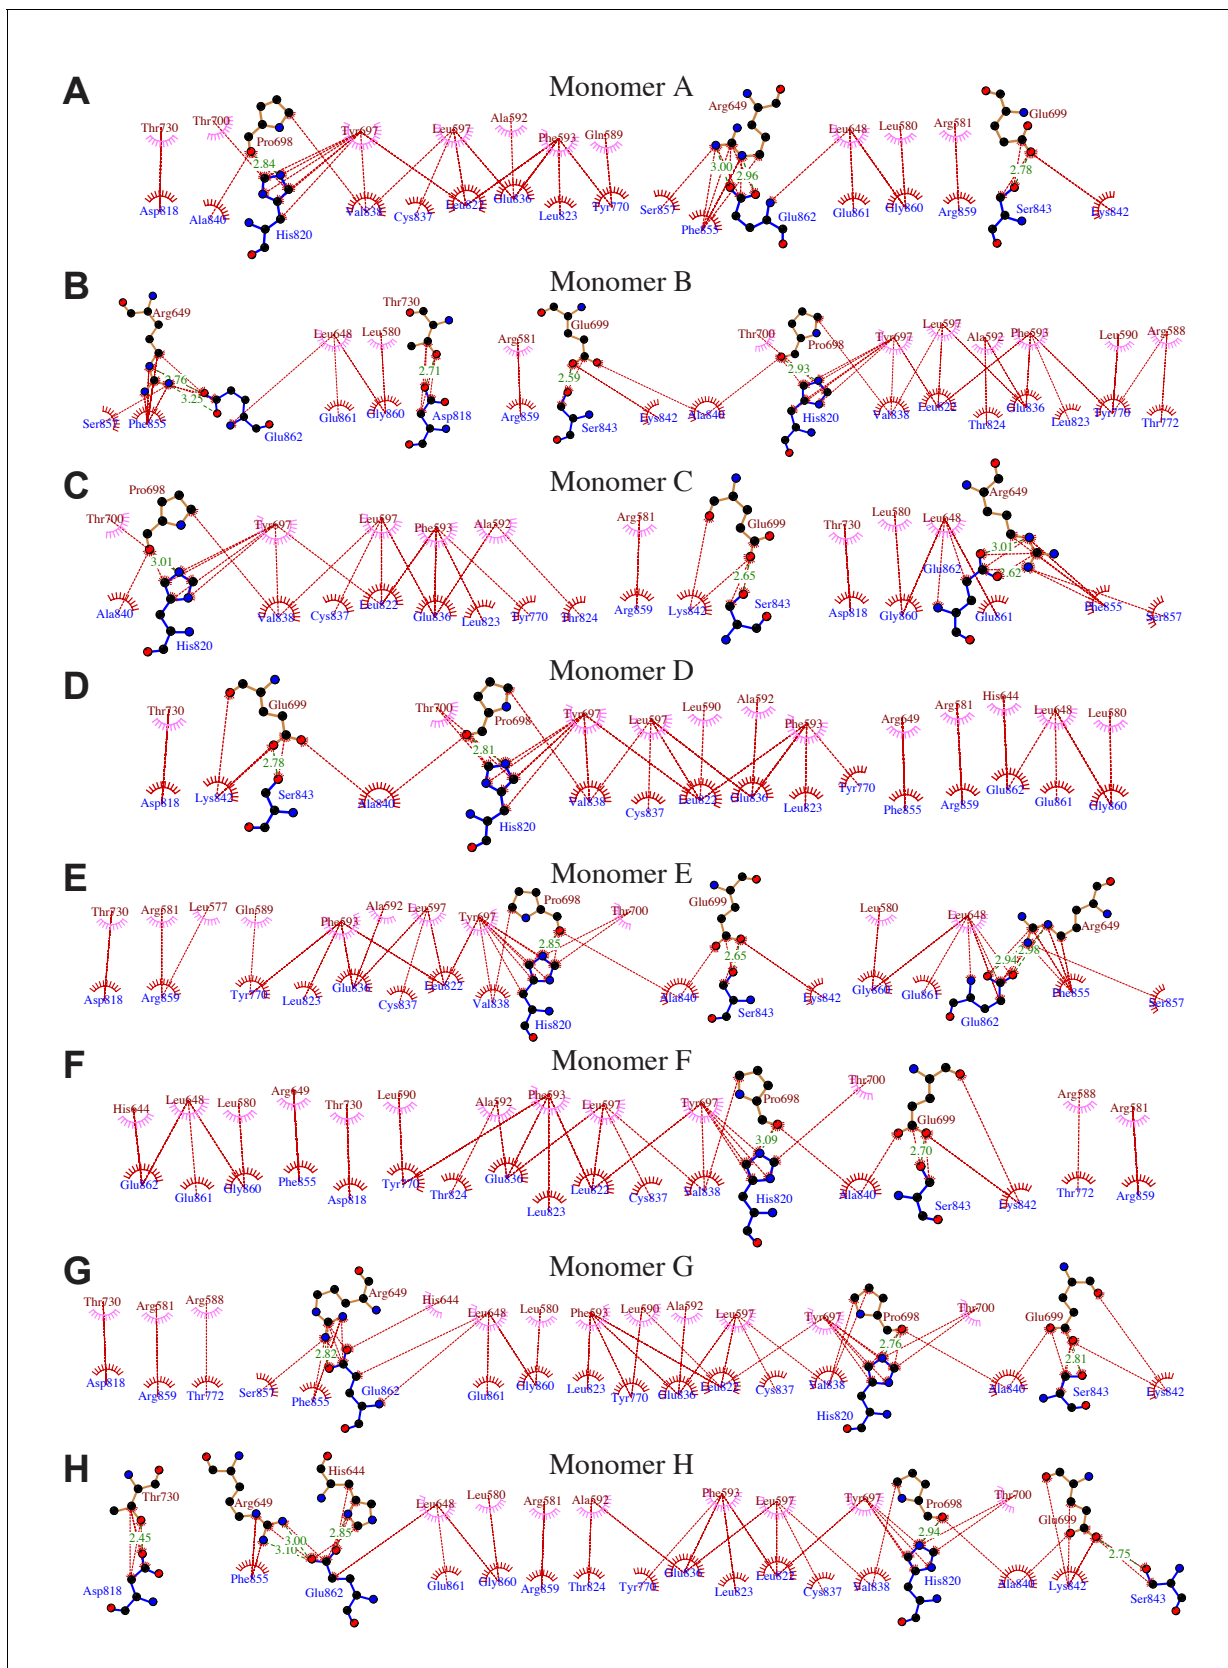 A Monomer A
Thr730 Thr700 Pro698 Tyr697 Leu597 Ala592 Phe593 Gln589 Arg649 Leu648 Leu580 Arg581 Glu699
2.84 3.00 2.96 2.78
Asp818 Ala840 His820 Val838 Cys837 Leu822 Glu836 Leu823 Tyr770 Ser857 Phe855 Glu862 Glu861 Gly860 Arg859 Ser843 Lys842
B Monomer B
Arg649 Leu648 Leu580 Thr730 Arg581 Glu699 Thr700 Pro698 Tyr697 Leu597 Ala592 Phe593 Leu590 Arg588
2.76 3.25 2.71 2.59 2.93
Ser857 Phe855 Glu862 Glu861 Gly860 Asp818 Arg859 Ser843 Lys842 Ala840 His820 Val838 Leu822 Thr824 Glu836 Leu823 Tyr770 Thr772
C Monomer C
Thr700 Pro698 Tyr697 Leu597 Phe593 Ala592 Arg581 Glu699 Thr730 Leu580 Leu648 Arg649
3.01 2.65 3.01 2.62
Ala840 His820 Val838 Cys837 Leu822 Glu836 Leu823 Tyr770 Thr824 Arg859 Lys842 Ser843 Asp818 Gly860 Glu862 Glu861 Phe855 Ser857
D Monomer D
Thr730 Glu699 Thr700 Pro698 Tyr697 Leu597 Leu590 Ala592 Phe593 Arg649 Arg581 His644 Leu648 Leu580
2.78 2.81
Asp818 Lys842 Ser843 Ala840 His820 Val838 Cys837 Leu822 Glu836 Leu823 Tyr770 Phe855 Arg859 Glu862 Glu861 Gly860
E Monomer E
Thr730 Arg581 Leu577 Gln589 Phe593 Ala592 Leu597 Tyr697 Pro698 Thr700 Glu699 Leu580 Leu648 Arg649
2.85 2.65 2.94 2.98
Asp818 Arg859 Tyr770 Leu823 Glu836 Cys837 Leu822 Val838 His820 Ala840 Ser843 Lys842 Gly860 Glu861 Glu862 Phe855 Ser857
F Monomer F
His644 Leu648 Leu580 Arg649 Thr730 Leu590 Ala592 Phe593 Leu597 Tyr697 Pro698 Thr700 Glu699 Arg588 Arg581
3.09 2.70
Glu862 Glu861 Gly860 Phe855 Asp818 Tyr770 Thr824 Glu836 Leu823 Leu822 Cys837 Val838 His820 Ala840 Ser843 Lys842 Thr772 Arg859
G Monomer G
Thr730 Arg581 Arg588 Arg649 His644 Leu648 Leu580 Phe593 Leu590 Ala592 Leu597 Tyr697 Pro698 Thr700 Glu699
2.82 2.76 2.81
Asp818 Arg859 Thr772 Ser857 Phe855 Glu862 Glu861 Gly860 Leu823 Tyr770 Glu836 Leu822 Cys837 Val838 His820 Ala840 Ser843 Lys842
H Monomer H
Thr730 Arg649 His644 Leu648 Leu580 Arg581 Ala592 Phe593 Leu597 Tyr697 Pro698 Thr700 Glu699
2.45 3.00 3.10 2.85 2.94 2.75
Asp818 Phe855 Glu862 Glu861 Gly860 Arg859 Thr824 Tyr770 Glu836 Leu823 Leu822 Cys837 Val838 His820 Ala840 Lys842 Ser843